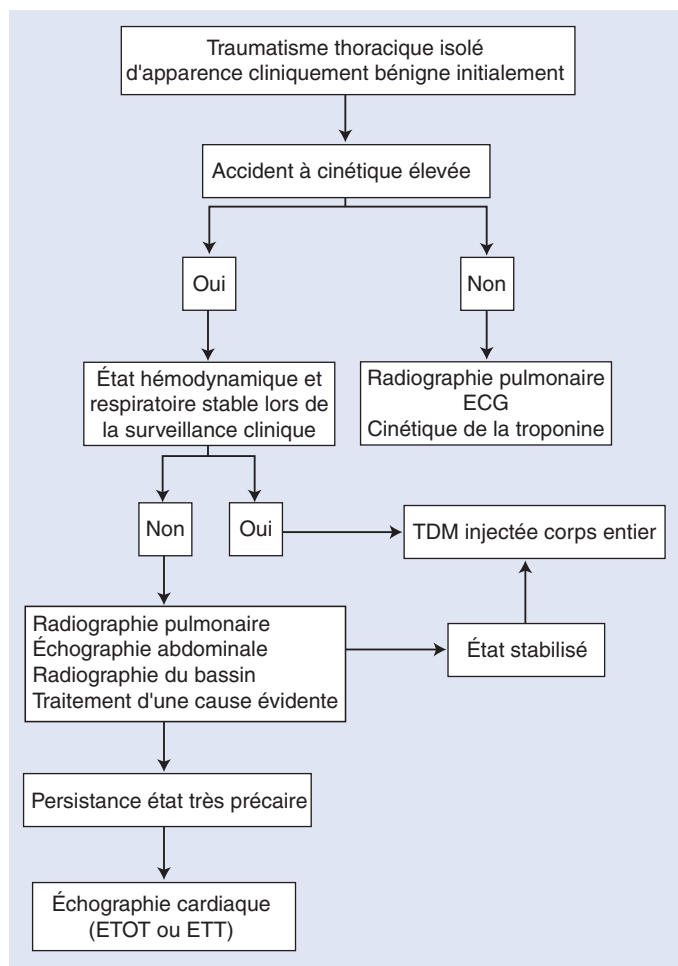 Traumatisme thoracique isolé
d'apparence cliniquement bénigne initialement
Accident à cinétique élevée
Oui
Non
État hémodynamique et
respiratoire stable lors de
la surveillance clinique
Radiographie pulmonaire
ECG
Cinétique de la troponine
Non
Oui
TDM injectée corps entier
Radiographie pulmonaire
Échographie abdominale
Radiographie du bassin
Traitement d'une cause évidente
État stabilisé
Persistance état très précaire
Échographie cardiaque
(ETOT ou ETT)